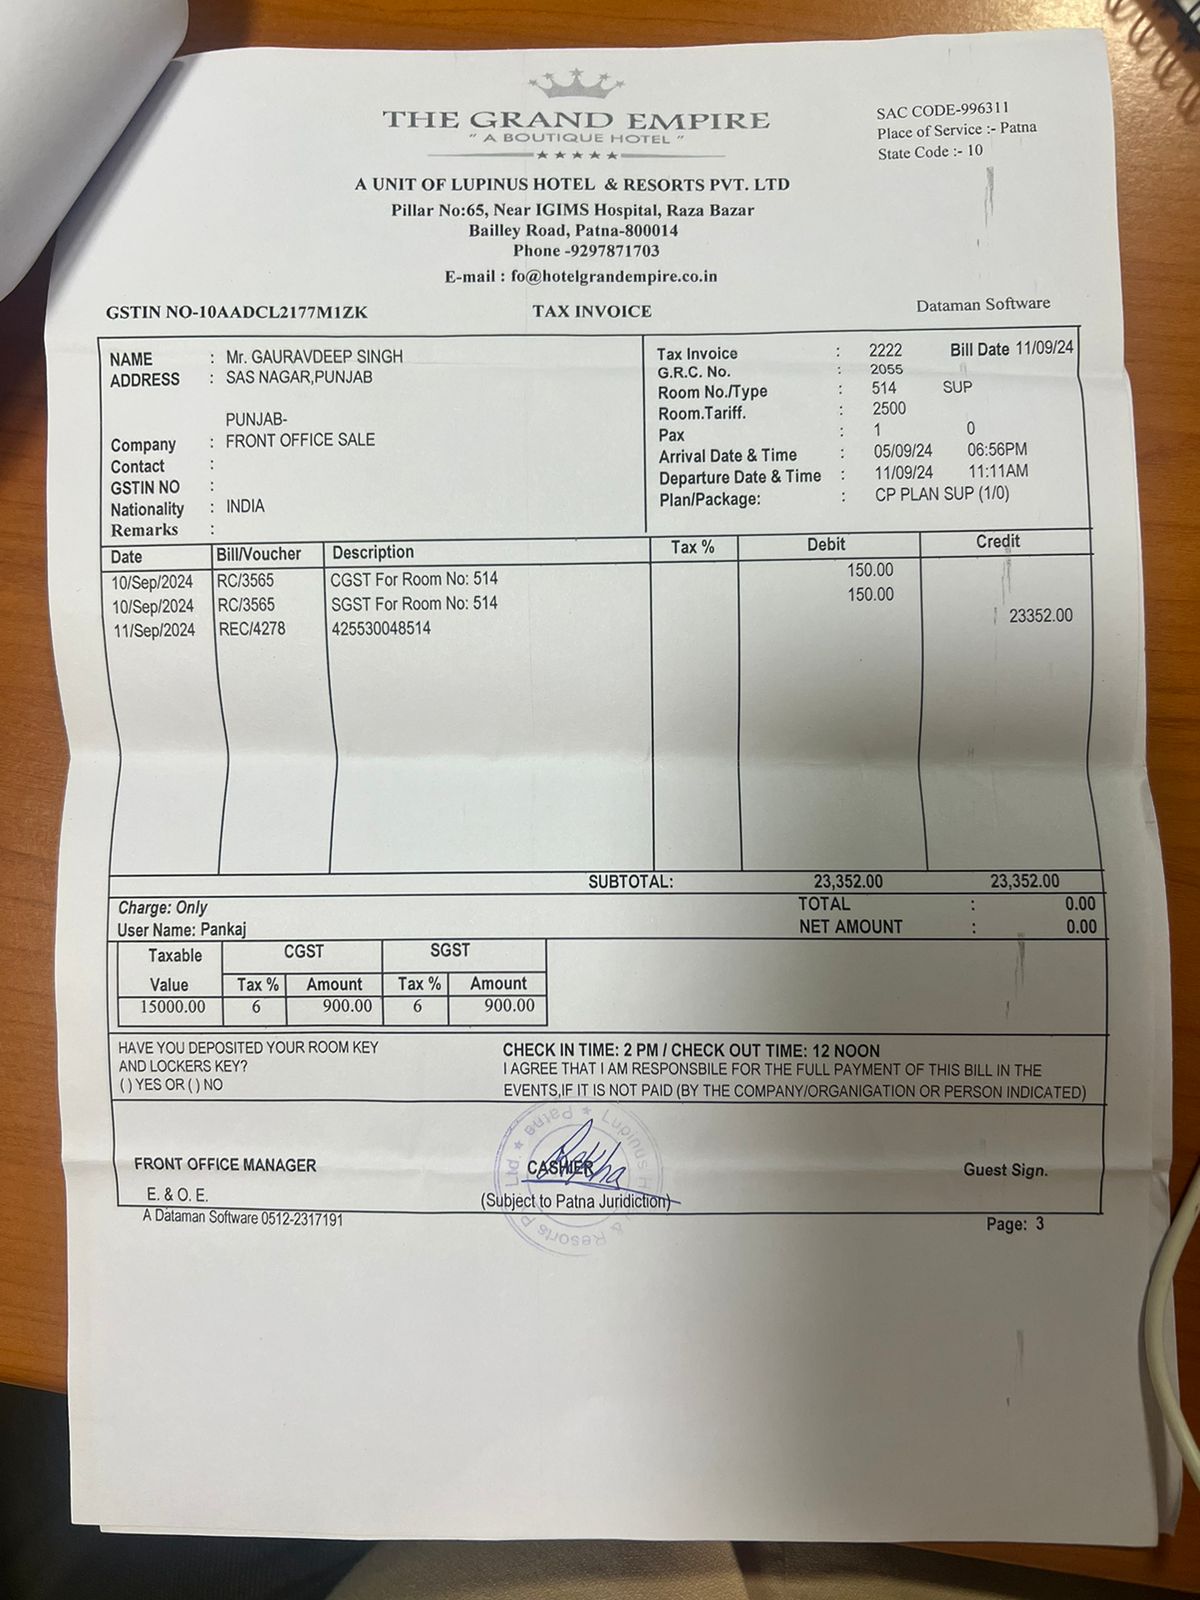 THE GRAND EMPIRE
" A BOUTIQUE HOTEL "
SAC CODE-996311
Place of Service :- Patna
State Code :- 10
A UNIT OF LUPINUS HOTEL & RESORTS PVT. LTD
Pillar No:65, Near IGIMS Hospital, Raza Bazar
Bailley Road, Patna-800014
Phone -9297871703
E-mail : fo@hotelgrandempire.co.in
GSTIN NO-10AADCL2177M1ZK TAX INVOICE Dataman Software
NAME : Mr. GAURAVDEEP SINGH
ADDRESS : SAS NAGAR,PUNJAB
PUNJAB-
Company : FRONT OFFICE SALE
Contact :
GSTIN NO :
Nationality : INDIA
Remarks :
Tax Invoice : 2222 Bill Date 11/09/24
G.R.C. No. : 2055
Room No./Type : 514 SUP
Room.Tariff. : 2500
Pax : 1 0
Arrival Date & Time : 05/09/24 06:56PM
Departure Date & Time : 11/09/24 11:11AM
Plan/Package: : CP PLAN SUP (1/0)
Date Bill/Voucher Description Tax % Debit Credit
10/Sep/2024 RC/3565 CGST For Room No: 514 150.00
10/Sep/2024 RC/3565 SGST For Room No: 514 150.00
11/Sep/2024 REC/4278 425530048514 23352.00
SUBTOTAL: 23,352.00 23,352.00
Charge: Only TOTAL : 0.00
User Name: Pankaj NET AMOUNT : 0.00
Taxable Value CGST SGST
Tax % Amount Tax % Amount
15000.00 6 900.00 6 900.00
HAVE YOU DEPOSITED YOUR ROOM KEY
AND LOCKERS KEY?
( ) YES OR ( ) NO
CHECK IN TIME: 2 PM / CHECK OUT TIME: 12 NOON
I AGREE THAT I AM RESPONSBILE FOR THE FULL PAYMENT OF THIS BILL IN THE
EVENTS,IF IT IS NOT PAID (BY THE COMPANY/ORGANIGATION OR PERSON INDICATED)
FRONT OFFICE MANAGER CASHIER Guest Sign.
E. & O. E. (Subject to Patna Juridiction)
A Dataman Software 0512-2317191 Page: 3
Lupinus H
& Resorts P
Ltd. * Patna *